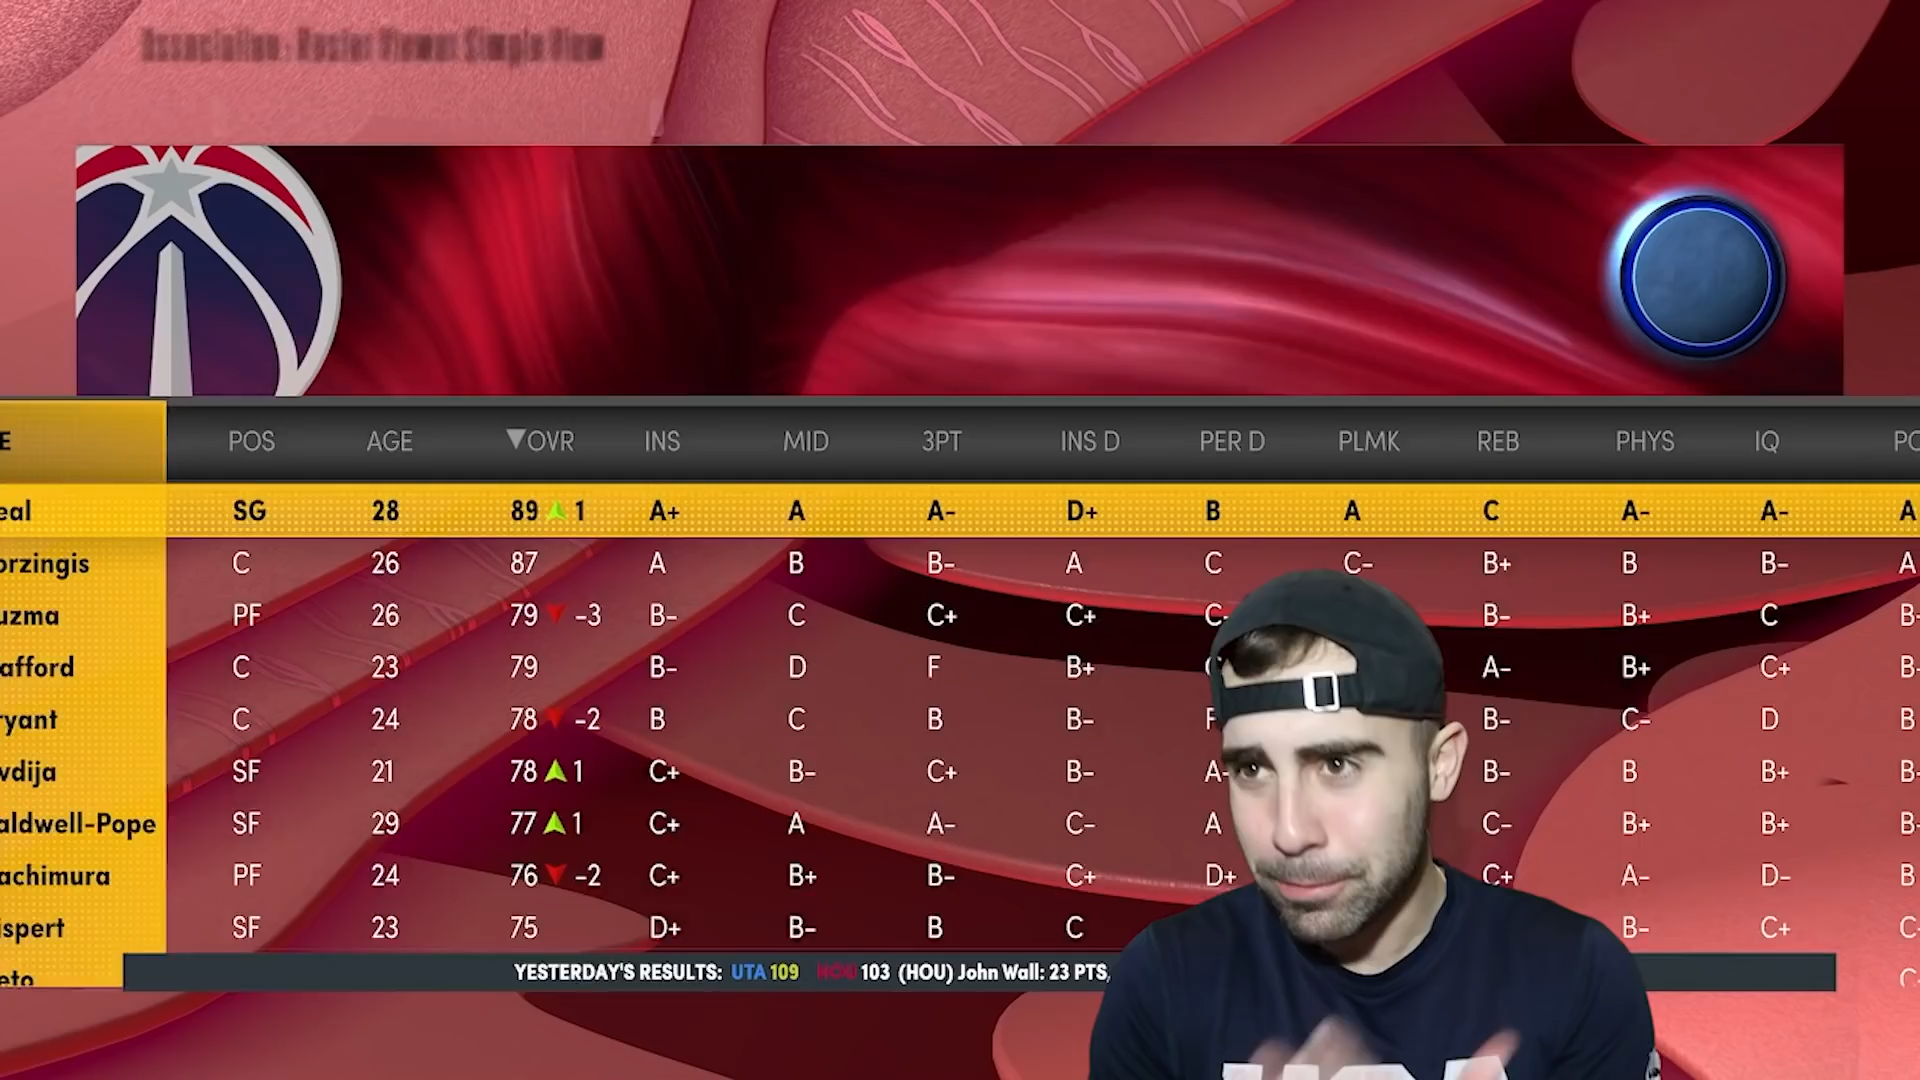 E POS AGE ▼OVR INS MID 3PT INS D PER D PLMK REB PHYS IQ PO
eal SG 28 89 ▲ 1 A+ A A- D+ B A C A- A- A
orzingis C 26 87 A B B- A C C- B+ B B- A
uzma PF 26 79 ▼ -3 B- C C+ C+ C- B- B+ C B-
afford C 23 79 B- D F B+ A- B+ C+ B-
ryant C 24 78 ▼ -2 B C B B- F B- C- D B
vdija SF 21 78 ▲ 1 C+ B- C+ B- A- B- B B+ B-
aldwell-Pope SF 29 77 ▲ 1 C+ A A- C- A C- B+ B+ B-
achimura PF 24 76 ▼ -2 C+ B+ B- C+ D+ C+ A- D- B
ispert SF 23 75 D+ B- B C B- C+ C-
eto C-
YESTERDAY'S RESULTS: UTA 109 HOU 103 (HOU) John Wall: 23 PTS,